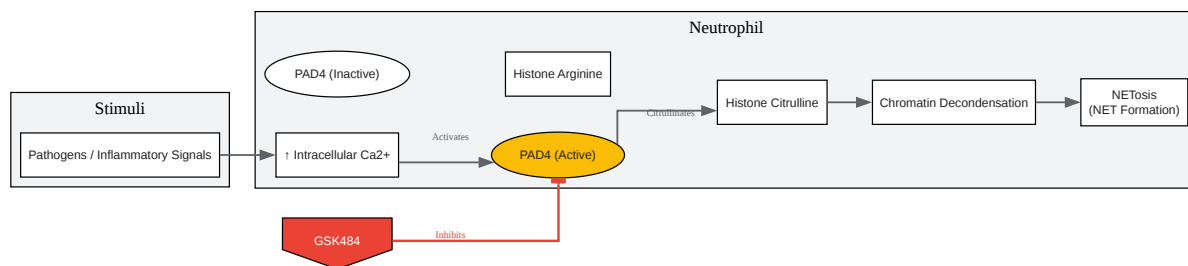 Neutrophil
PAD4 (Inactive)
Histone Arginine
Stimuli
Pathogens / Inflammatory Signals
↑ Intracellular Ca2+
Activates
PAD4 (Active)
Citrullinates
Histone Citrulline
Chromatin Decondensation
NETosis
(NET Formation)
GSK484
Inhibits